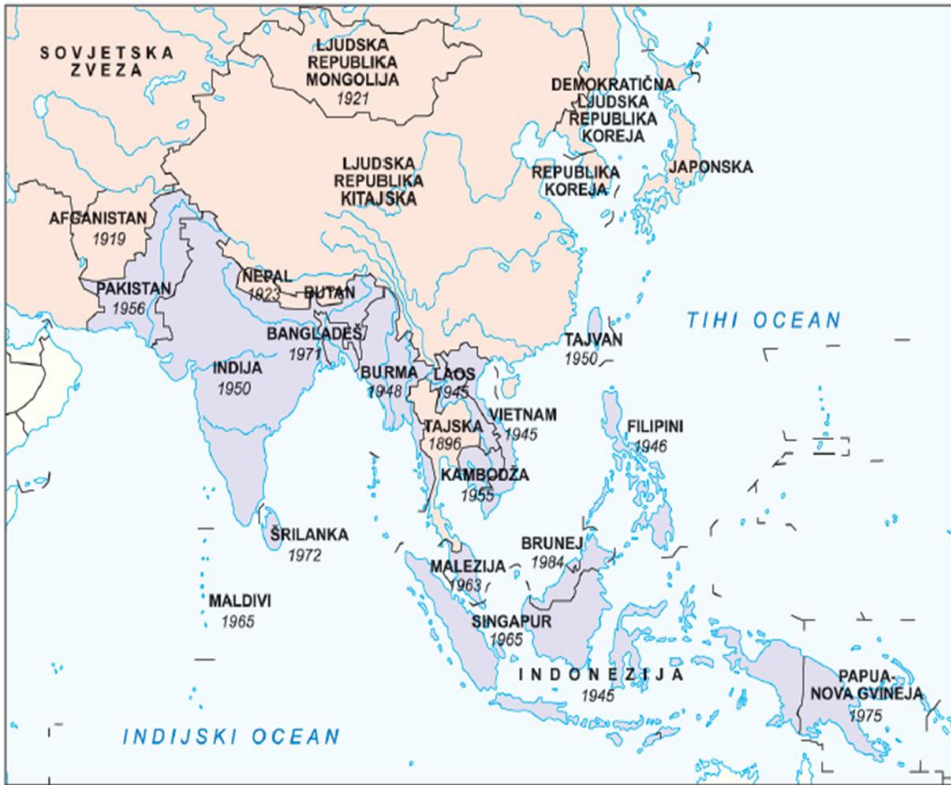 SOVJETSKA
ZVEZA
LJUDSKA
REPUBLIKA
MONGOLIJA
1921
DEMOKRATIČNA
LJUDSKA
REPUBLIKA
KOREJA
REPUBLIKA
KOREJA
JAPONSKA
LJUDSKA
REPUBLIKA
KITAJSKA
AFGANISTAN
1919
PAKISTAN
1956
NEPAL
1923
BUTAN
BANGLADEŠ
1971
INDIJA
1950
BURMA
1948
LAOS
1945
TAJVAN
1950
TIHI OCEAN
TAJSKA
1896
VIETNAM
1945
FILIPINI
1946
KAMBODŽA
1955
ŠRILANKA
1972
BRUNEJ
1984
MALEZIJA
1963
MALDIVI
1965
SINGAPUR
1965
INDONEZIJA
1945
PAPUA-
NOVA GVINEJA
1975
INDIJSKI OCEAN